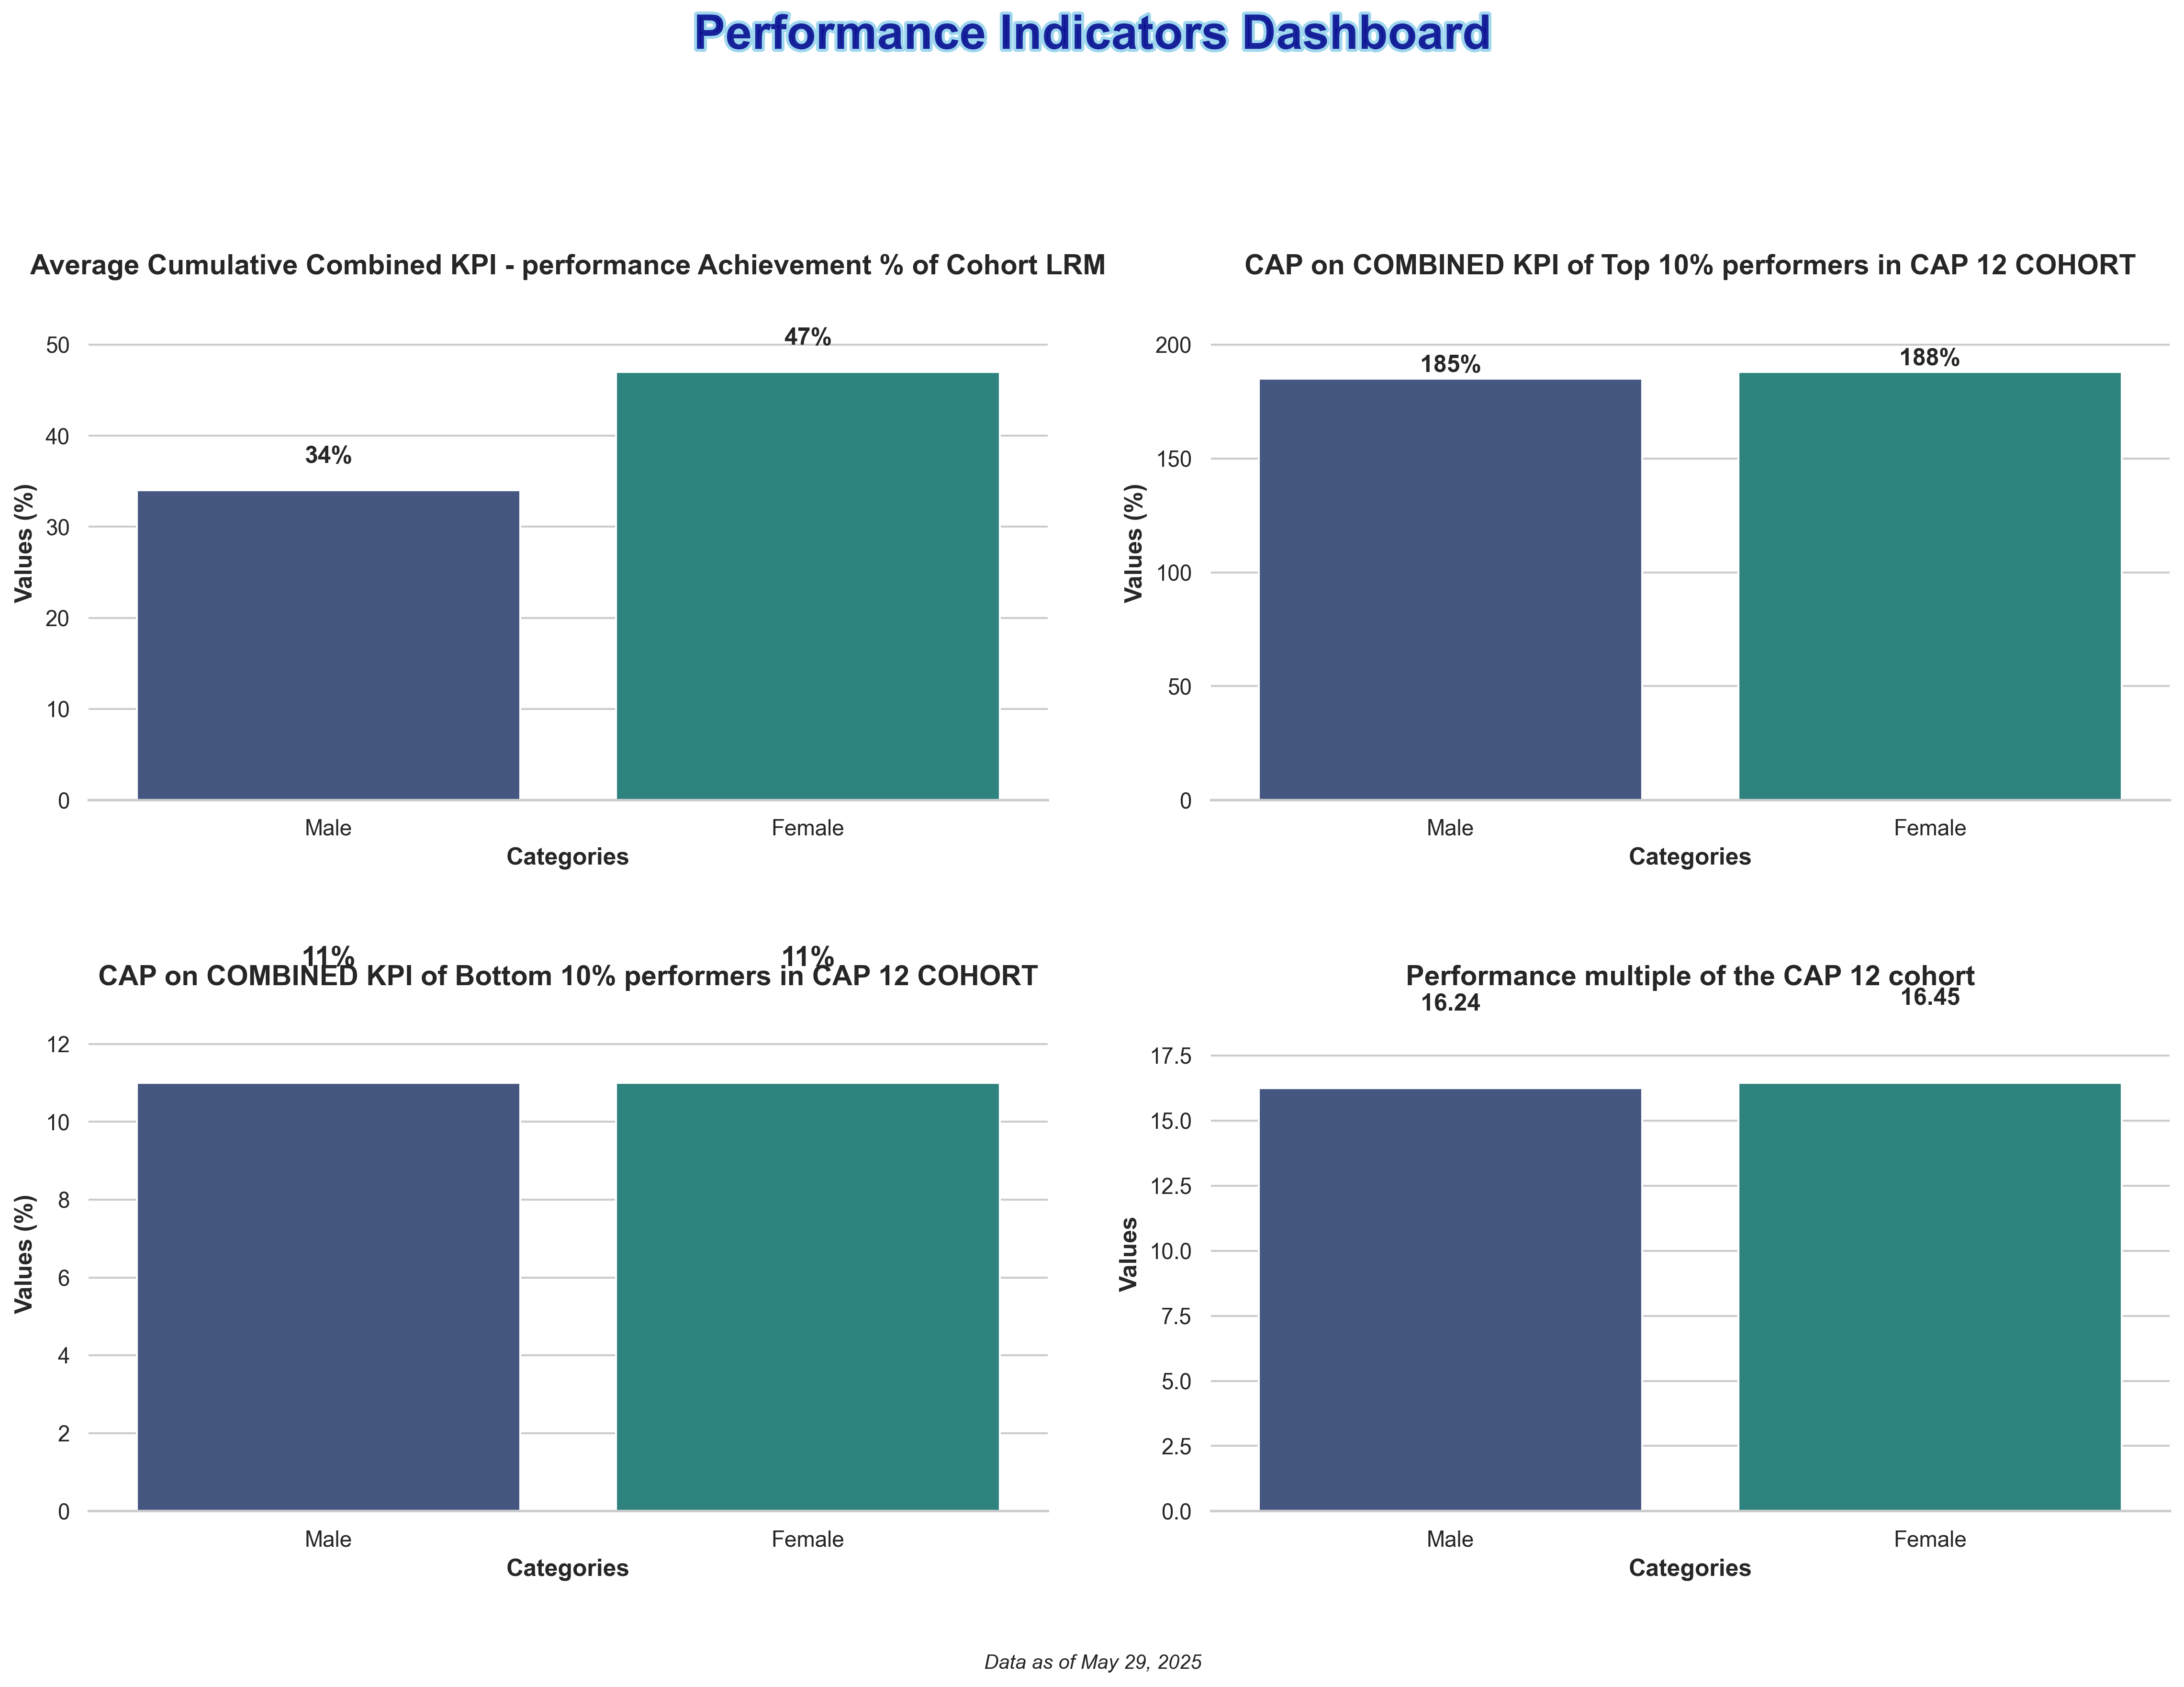 Performance Indicators Dashboard
Average Cumulative Combined KPI - performance Achievement % of Cohort LRM
50
40
30
20
10
0
Values (%)
34%
47%
Male
Female
Categories
CAP on COMBINED KPI of Top 10% performers in CAP 12 COHORT
200
150
100
50
0
Values (%)
185%
188%
Male
Female
Categories
11%
11%
CAP on COMBINED KPI of Bottom 10% performers in CAP 12 COHORT
12
10
8
6
4
2
0
Values (%)
Male
Female
Categories
Performance multiple of the CAP 12 cohort
16.24
16.45
17.5
15.0
12.5
10.0
7.5
5.0
2.5
0.0
Values
Male
Female
Categories
Data as of May 29, 2025